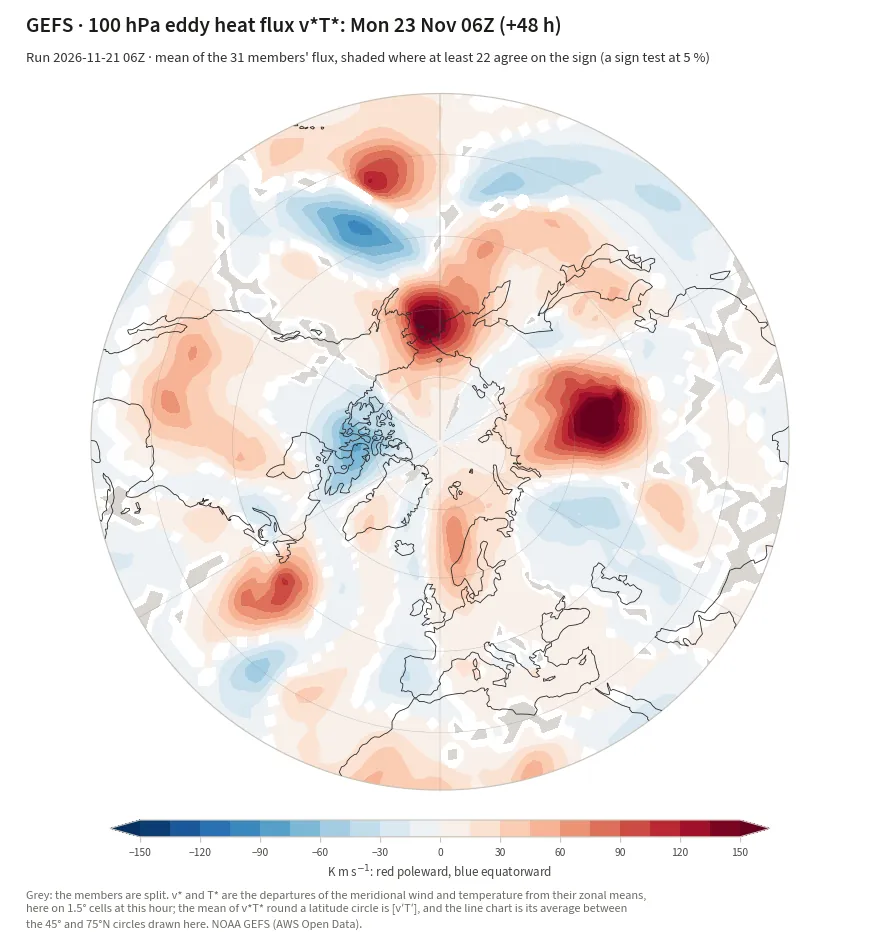 GEFS · 100 hPa eddy heat flux v*T*: Mon 23 Nov 06Z (+48 h)
Run 2026-11-21 06Z · mean of the 31 members' flux, shaded where at least 22 agree on the sign (a sign test at 5 %)
−150 −120 −90 −60 −30 0 30 60 90 120 150
K m s⁻¹: red poleward, blue equatorward
Grey: the members are split. v* and T* are the departures of the meridional wind and temperature from their zonal means,
here on 1.5° cells at this hour; the mean of v*T* round a latitude circle is [v'T'], and the line chart is its average between
the 45° and 75°N circles drawn here. NOAA GEFS (AWS Open Data).